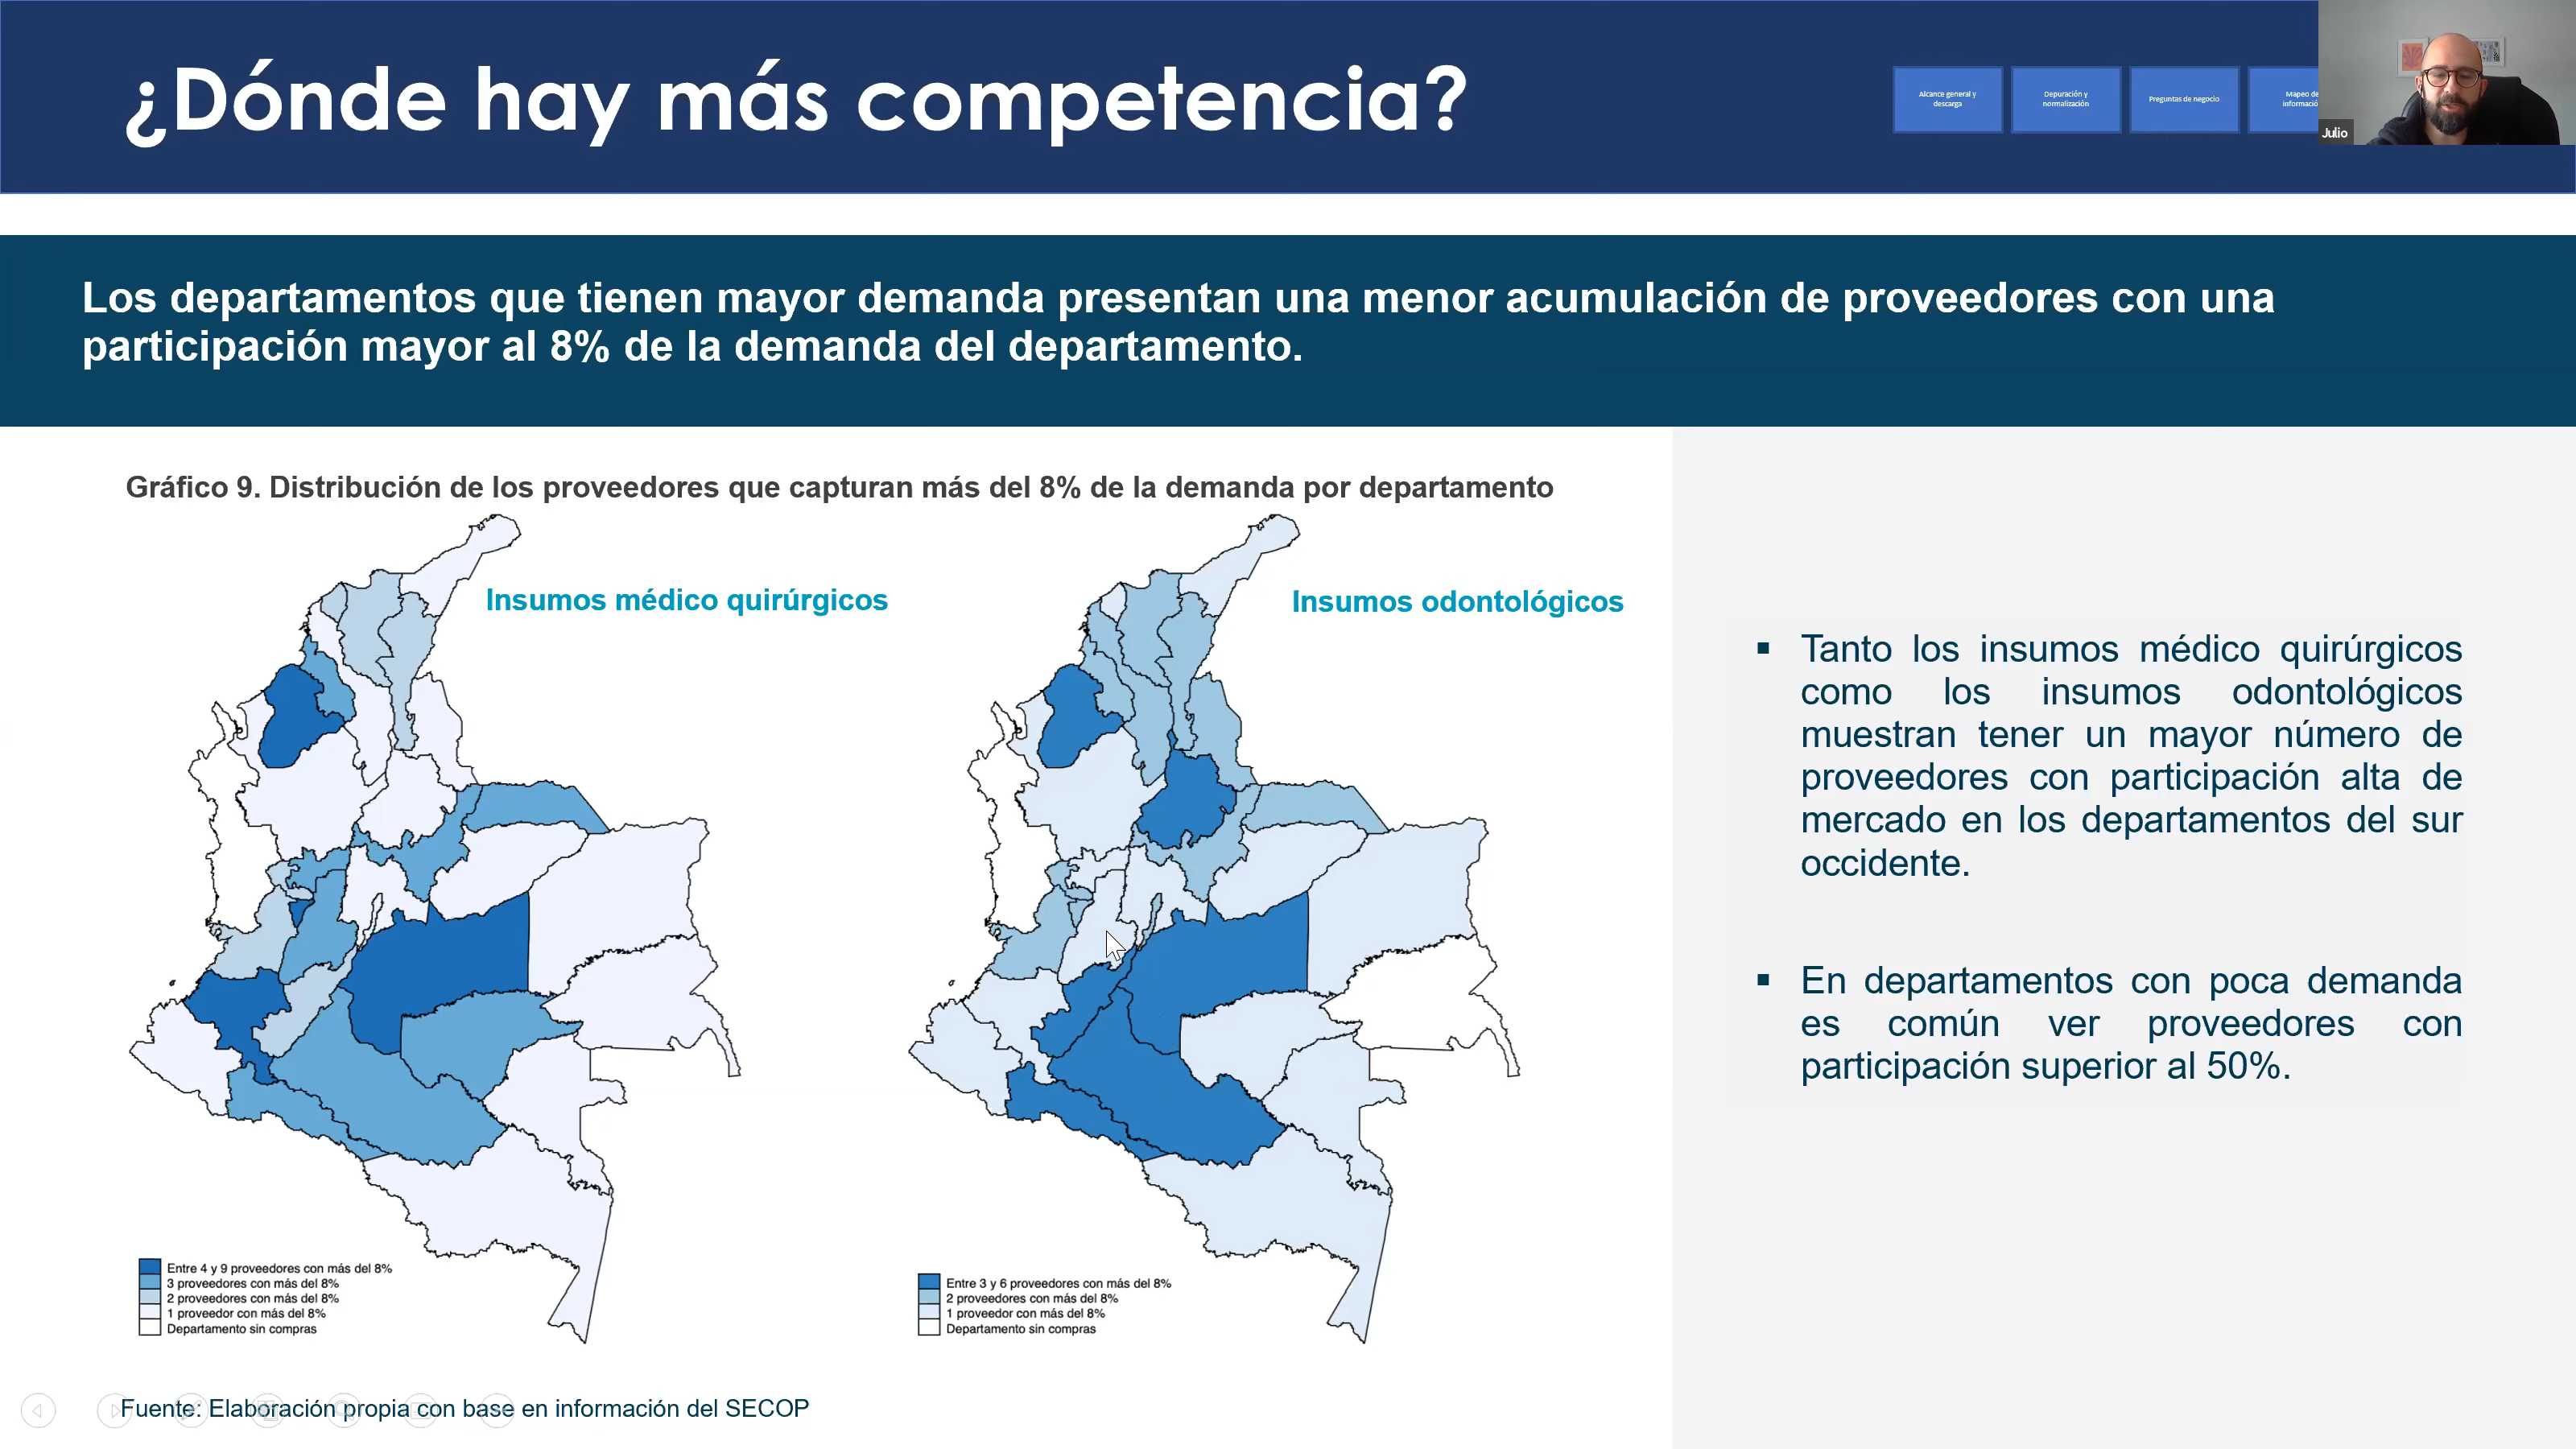 ¿Dónde hay más competencia?
Alcance general y
descarga
Depuración y
normalización
Preguntas de negocio
Mapeo de
Julio
Los departamentos que tienen mayor demanda presentan una menor acumulación de proveedores con una
participación mayor al 8% de la demanda del departamento.
Gráfico 9. Distribución de los proveedores que capturan más del 8% de la demanda por departamento
Insumos médico quirúrgicos
Insumos odontológicos
Entre 4 y 9 proveedores con más del 8%
3 proveedores con más del 8%
2 proveedores con más del 8%
1 proveedor con más del 8%
Departamento sin compras
Entre 3 y 6 proveedores con más del 8%
2 proveedores con más del 8%
1 proveedor con más del 8%
Departamento sin compras
▪ Tanto los insumos médico quirúrgicos
como los insumos odontológicos
muestran tener un mayor número de
proveedores con participación alta de
mercado en los departamentos del sur
occidente.
▪ En departamentos con poca demanda
es común ver proveedores con
participación superior al 50%.
Fuente: Elaboración propia con base en información del SECOP